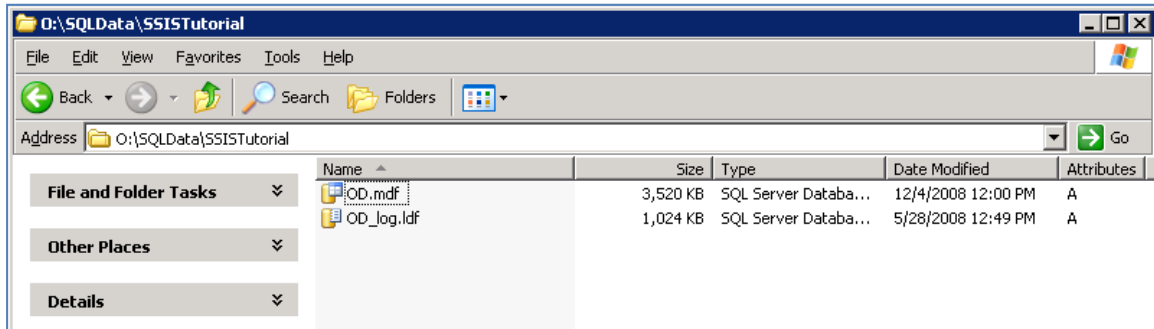 O:\SQLData\SSISTutorial
File Edit View Favorites Tools Help
Back Search Folders
Address O:\SQLData\SSISTutorial Go
Name Size Type Date Modified Attributes
File and Folder Tasks
OD.mdf 3,520 KB SQL Server Databa... 12/4/2008 12:00 PM A
OD_log.ldf 1,024 KB SQL Server Databa... 5/28/2008 12:49 PM A
Other Places
Details